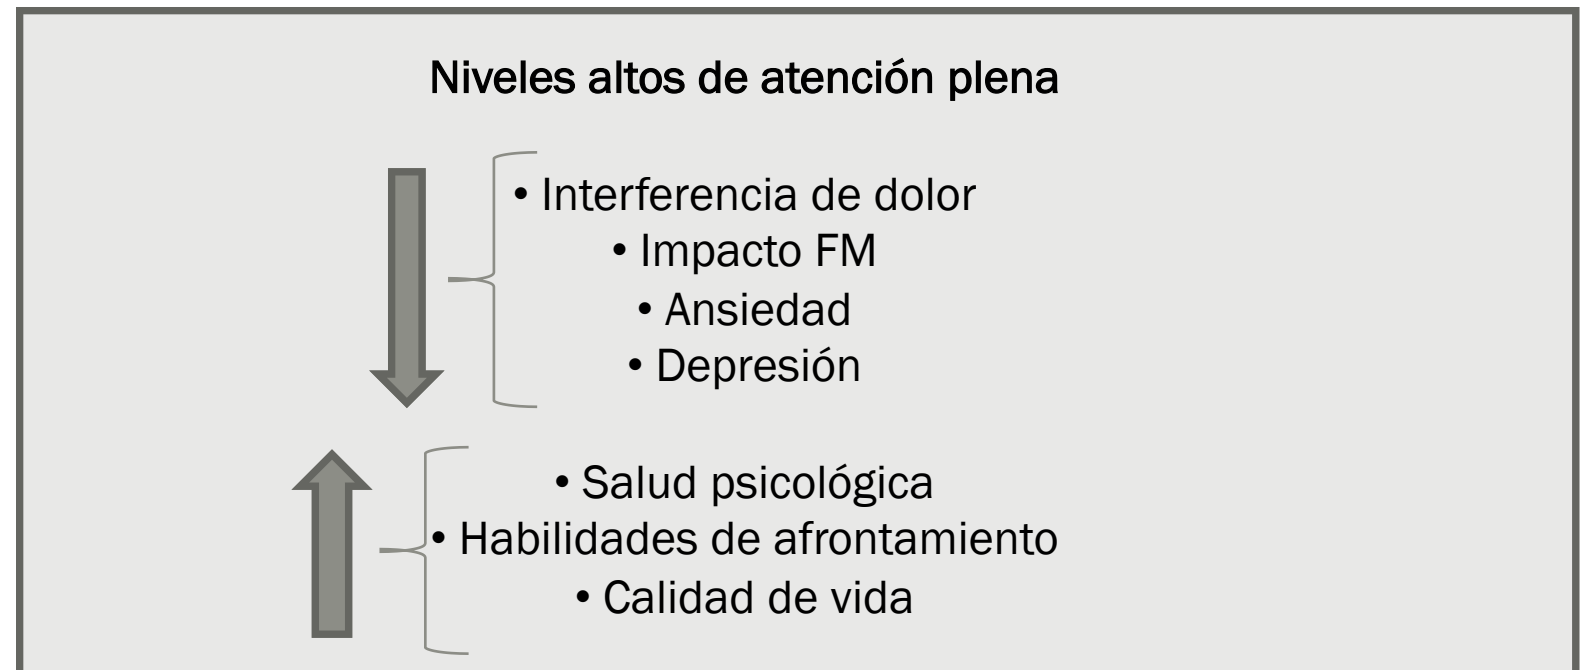 Niveles altos de atención plena
• Interferencia de dolor
• Impacto FM
• Ansiedad
• Depresión
• Salud psicológica
• Habilidades de afrontamiento
• Calidad de vida